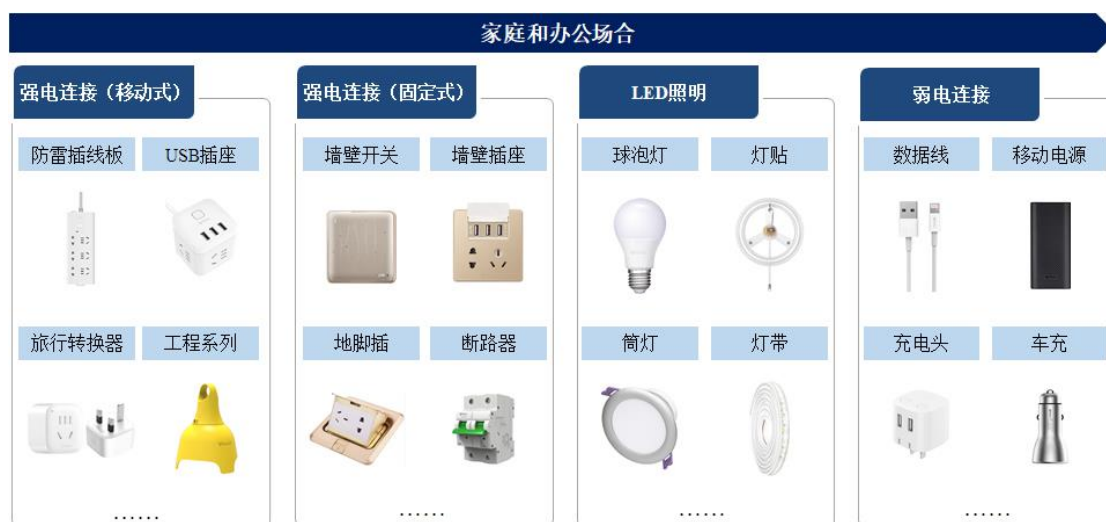 家庭和办公场合
强电连接（移动式）
强电连接（固定式）
LED照明
弱电连接
防雷插线板
USB插座
墙壁开关
墙壁插座
球泡灯
灯贴
数据线
移动电源
旅行转换器
工程系列
地脚插
断路器
筒灯
灯带
充电头
车充
……
……
……
……